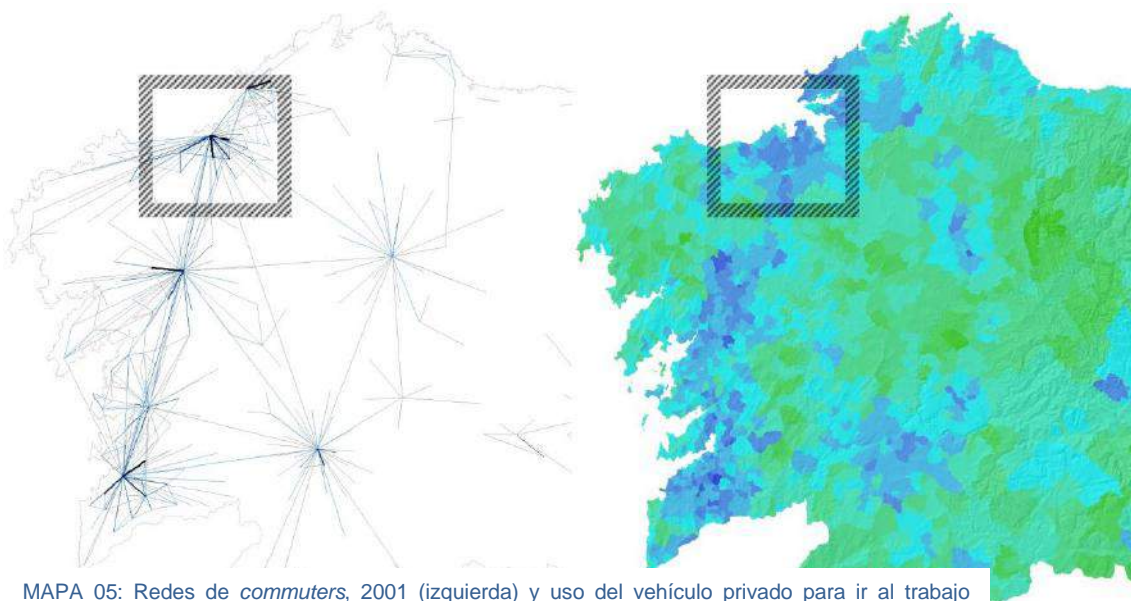 MAPA 05: Redes de commuters, 2001 (izquierda) y uso del vehículo privado para ir al trabajo